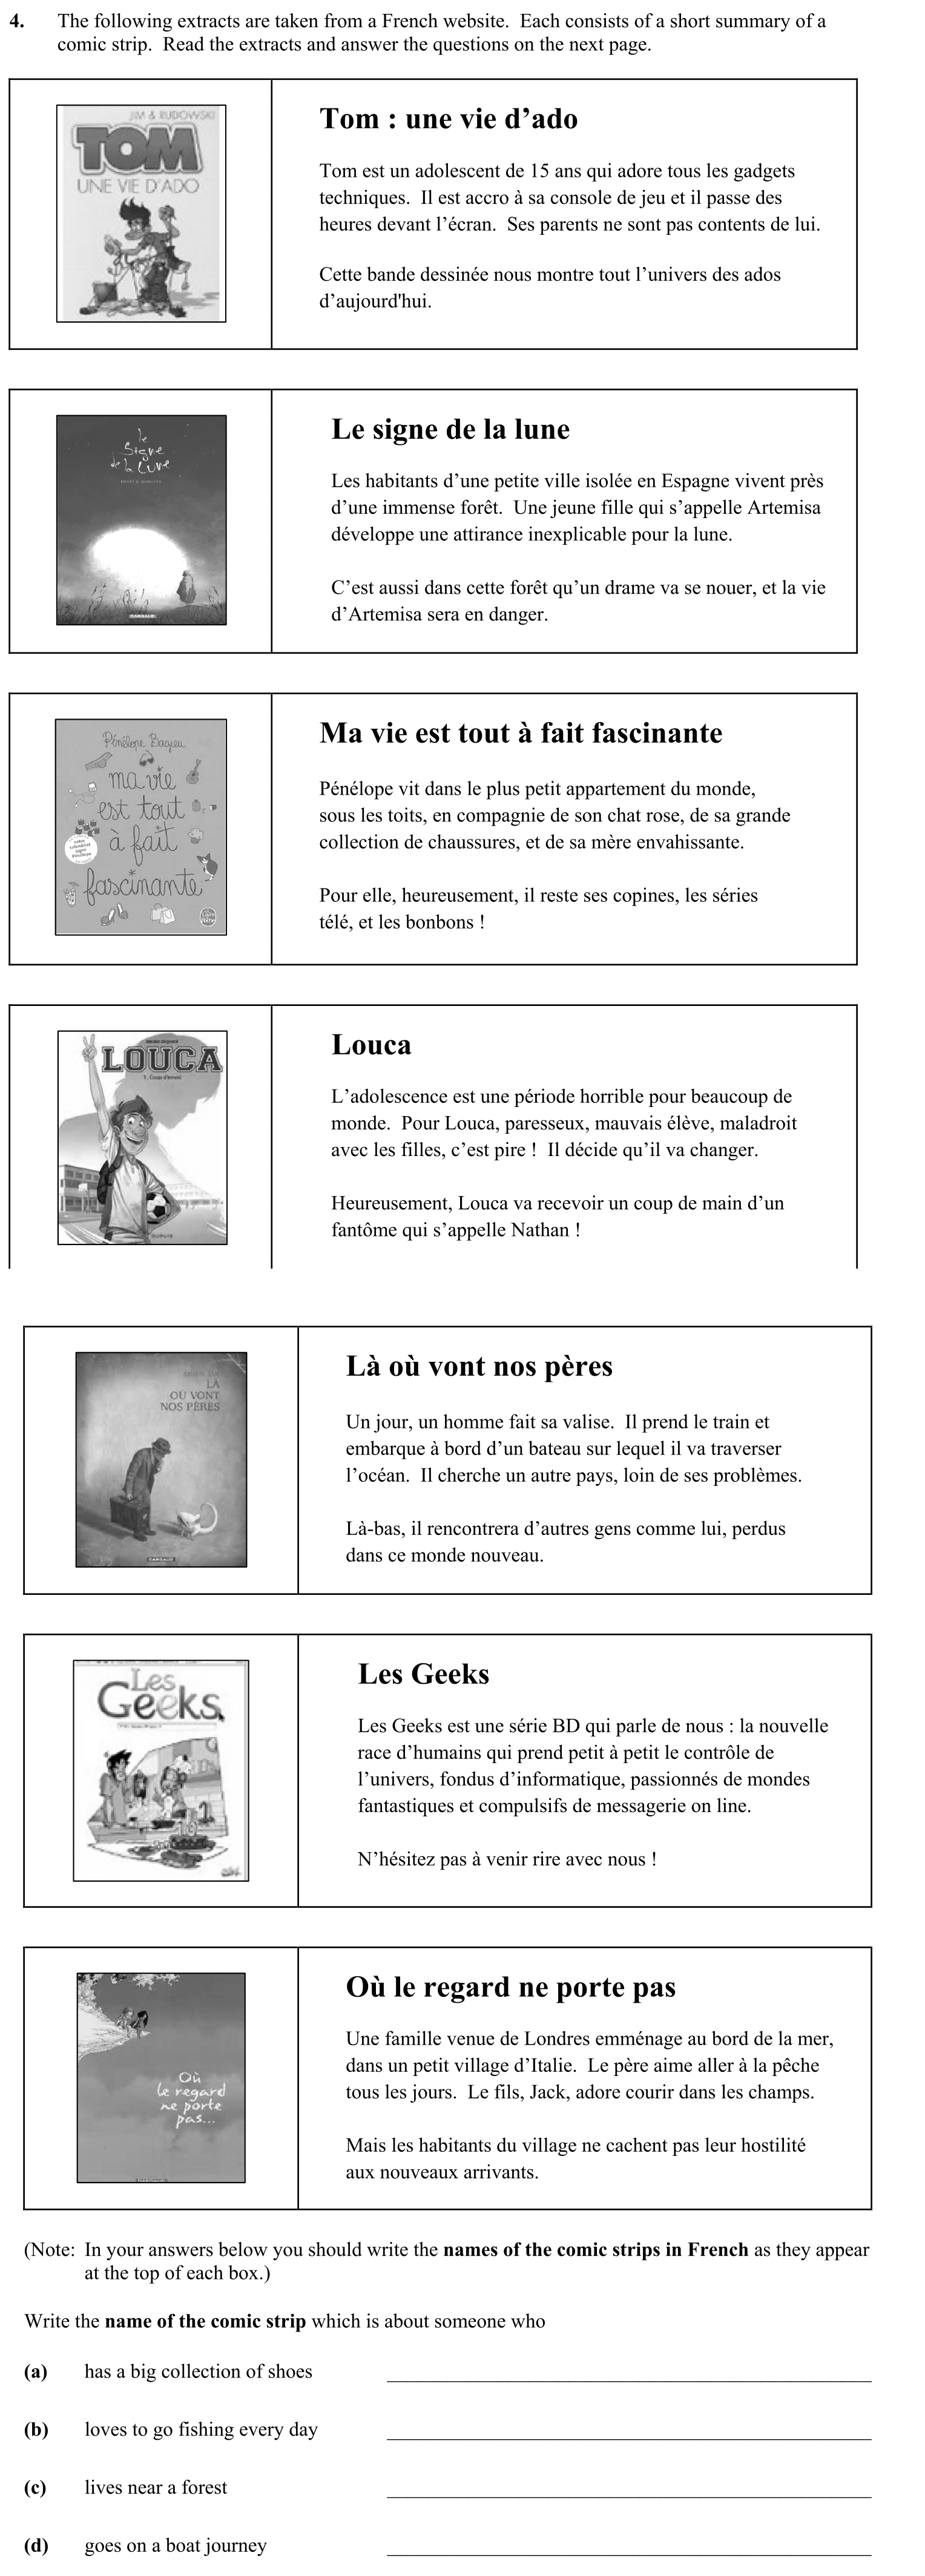 4. The following extracts are taken from a French website. Each consists of a short summary of a
comic strip. Read the extracts and answer the questions on the next page.
JIM & RUDOWSKI
TOM
UNE VIE D'ADO
Tom : une vie d'ado
Tom est un adolescent de 15 ans qui adore tous les gadgets
techniques. Il est accro à sa console de jeu et il passe des
heures devant l'écran. Ses parents ne sont pas contents de lui.
Cette bande dessinée nous montre tout l'univers des ados
d'aujourd'hui.
le
Signe
de la Lune
DARGAUD
Le signe de la lune
Les habitants d'une petite ville isolée en Espagne vivent près
d'une immense forêt. Une jeune fille qui s'appelle Artemisa
développe une attirance inexplicable pour la lune.
C'est aussi dans cette forêt qu'un drame va se nouer, et la vie
d'Artemisa sera en danger.
Pénélope Bagieu
ma vie
est tout
à fait
fascinante
Ma vie est tout à fait fascinante
Pénélope vit dans le plus petit appartement du monde,
sous les toits, en compagnie de son chat rose, de sa grande
collection de chaussures, et de sa mère envahissante.
Pour elle, heureusement, il reste ses copines, les séries
télé, et les bonbons !
LOUCA
1. Coup d'envoi
DUPUIS
Louca
L'adolescence est une période horrible pour beaucoup de
monde. Pour Louca, paresseux, mauvais élève, maladroit
avec les filles, c'est pire ! Il décide qu'il va changer.
Heureusement, Louca va recevoir un coup de main d'un
fantôme qui s'appelle Nathan !
LÀ
OÙ VONT
NOS PÈRES
DARGAUD
Là où vont nos pères
Un jour, un homme fait sa valise. Il prend le train et
embarque à bord d'un bateau sur lequel il va traverser
l'océan. Il cherche un autre pays, loin de ses problèmes.
Là-bas, il rencontrera d'autres gens comme lui, perdus
dans ce monde nouveau.
Les
Geeks
Les Geeks
Les Geeks est une série BD qui parle de nous : la nouvelle
race d'humains qui prend petit à petit le contrôle de
l'univers, fondus d'informatique, passionnés de mondes
fantastiques et compulsifs de messagerie on line.
N'hésitez pas à venir rire avec nous !
Où
le regard
ne porte
pas...
Où le regard ne porte pas
Une famille venue de Londres emménage au bord de la mer,
dans un petit village d'Italie. Le père aime aller à la pêche
tous les jours. Le fils, Jack, adore courir dans les champs.
Mais les habitants du village ne cachent pas leur hostilité
aux nouveaux arrivants.
(Note: In your answers below you should write the names of the comic strips in French as they appear
at the top of each box.)
Write the name of the comic strip which is about someone who
(a) has a big collection of shoes
(b) loves to go fishing every day
(c) lives near a forest
(d) goes on a boat journey